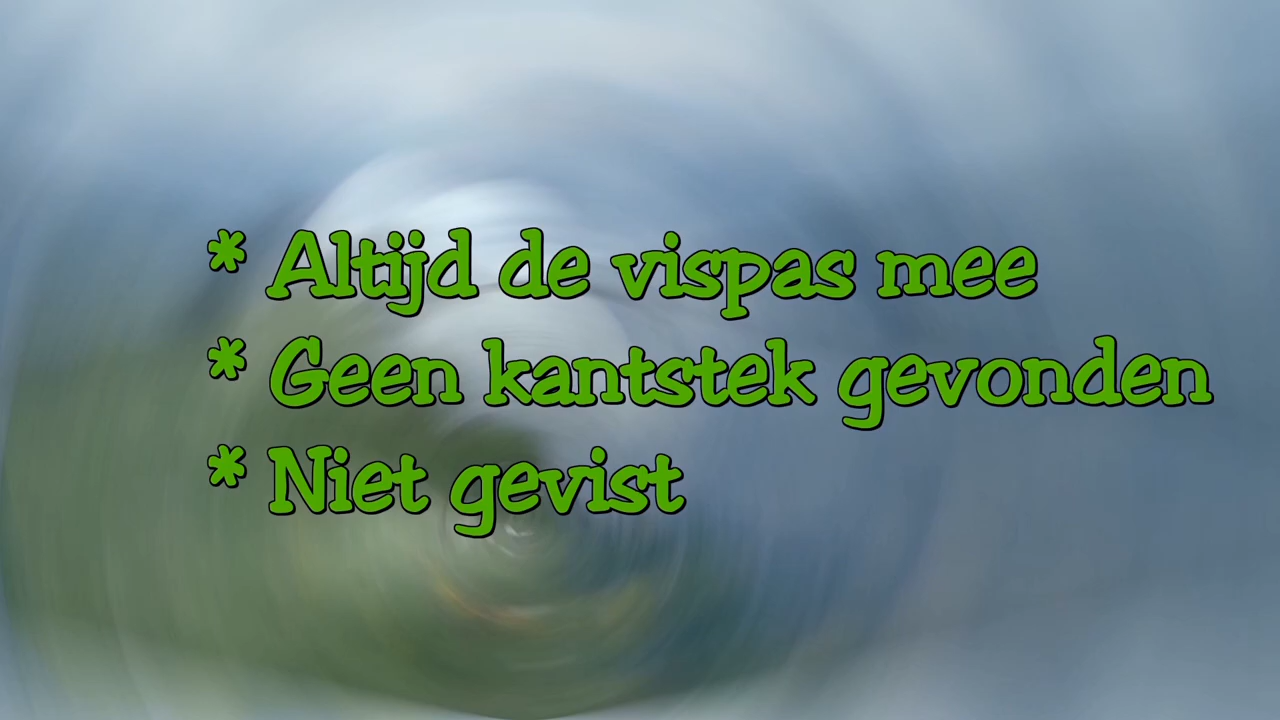 * Altijd de vispas mee
* Geen kantstek gevonden
* Niet gevist